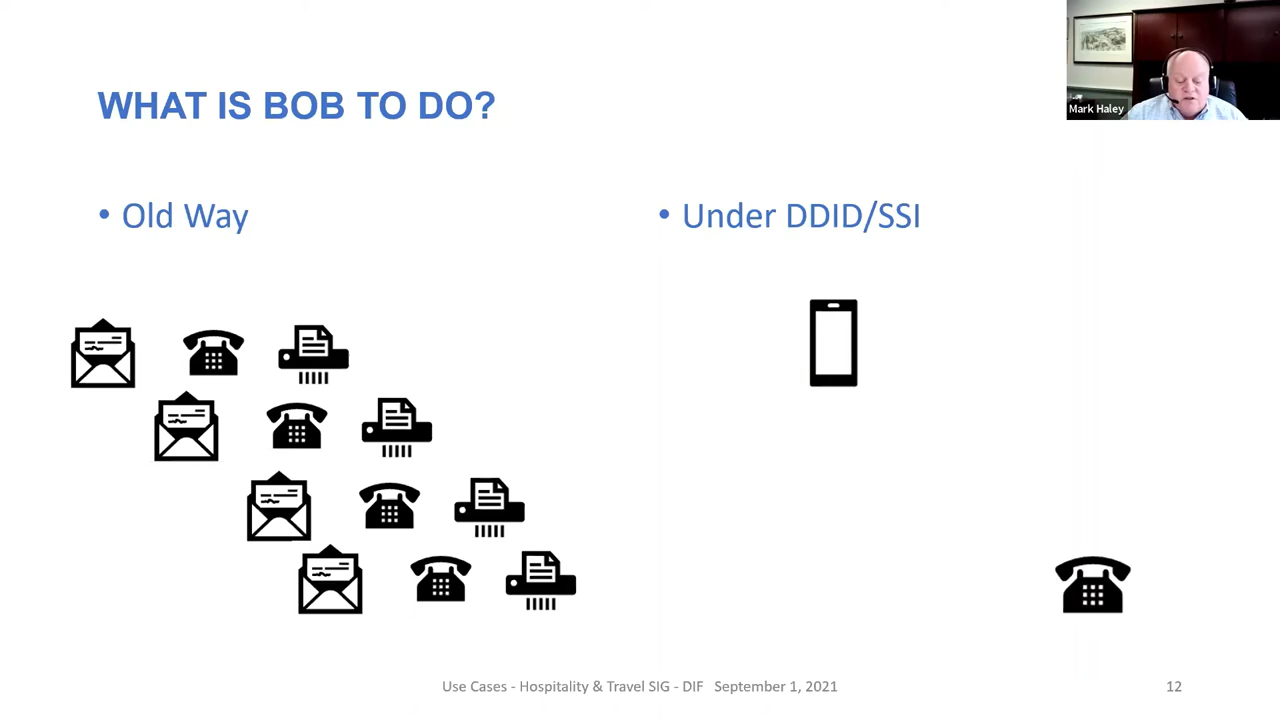 WHAT IS BOB TO DO?
Mark Haley
• Old Way
• Under DDID/SSI
Use Cases - Hospitality & Travel SIG - DIF September 1, 2021
12